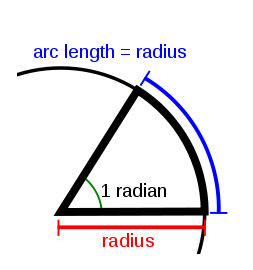 arc length = radius
1 radian
radius